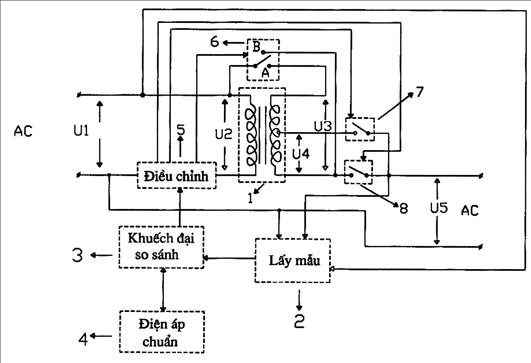 6
B
A
7
AC
U1
5
U2
U3
U4
Điều chỉnh
1
8
U5
AC
3
Khuếch đại
so sánh
Lấy mẫu
2
4
Điện áp
chuẩn